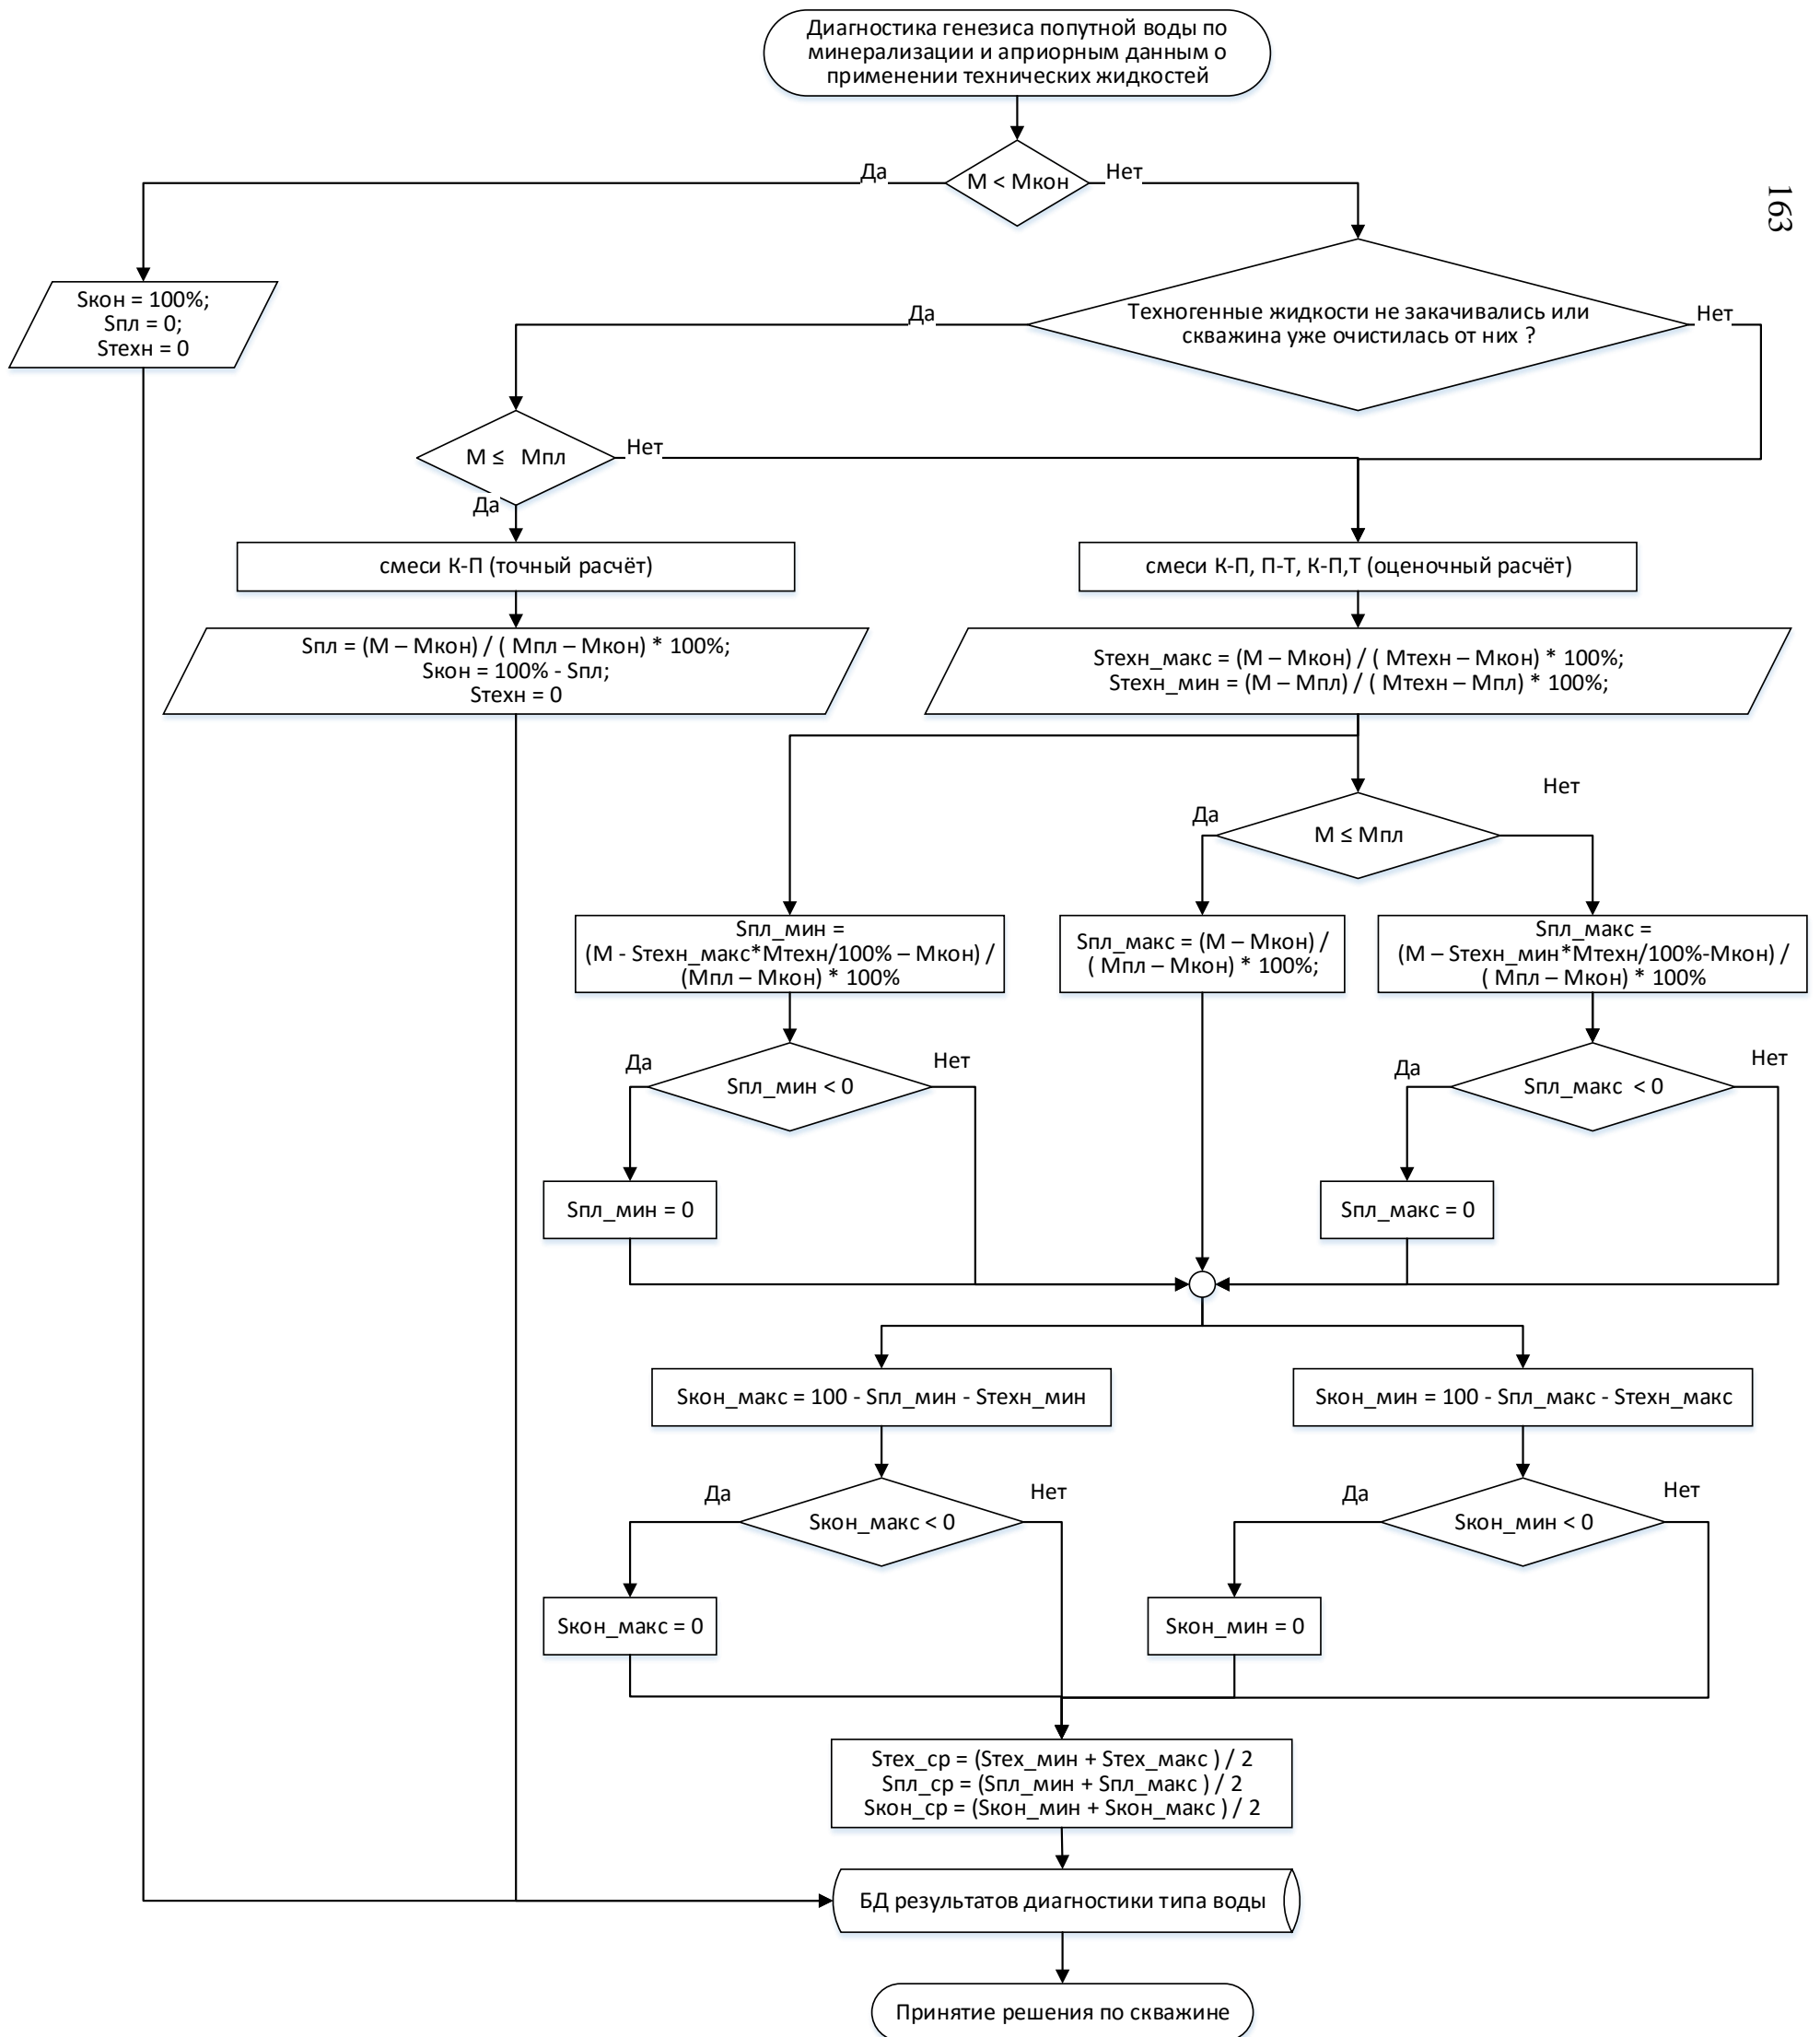 Диагностика генезиса попутной воды по
минерализации и априорным данным о
применении технических жидкостей
М < Мкон
Да
Нет
163
Sкон = 100%;
Sпл = 0;
Sтехн = 0
Техногенные жидкости не закачивались или
скважина уже очистилась от них ?
Да
Нет
М ≤ Мпл
Нет
Да
смеси К-П (точный расчёт)
смеси К-П, П-Т, К-П,Т (оценочный расчёт)
Sпл = (М – Мкон) / ( Мпл – Мкон) * 100%;
Sкон = 100% - Sпл;
Sтехн = 0
Sтехн_макс = (М – Мкон) / ( Мтехн – Мкон) * 100%;
Sтехн_мин = (М – Мпл) / ( Мтехн – Мпл) * 100%;
М ≤ Мпл
Да
Нет
Sпл_мин =
(М - Sтехн_макс*Мтехн/100% – Мкон) /
(Мпл – Мкон) * 100%
Sпл_макс = (М – Мкон) /
( Мпл – Мкон) * 100%;
Sпл_макс =
(М – Sтехн_мин*Мтехн/100%-Мкон) /
( Мпл – Мкон) * 100%
Да
Sпл_мин < 0
Нет
Да
Sпл_макс < 0
Нет
Sпл_мин = 0
Sпл_макс = 0
Sкон_макс = 100 - Sпл_мин - Sтехн_мин
Sкон_мин = 100 - Sпл_макс - Sтехн_макс
Да
Sкон_макс < 0
Нет
Да
Sкон_мин < 0
Нет
Sкон_макс = 0
Sкон_мин = 0
Sтех_ср = (Sтех_мин + Sтех_макс ) / 2
Sпл_ср = (Sпл_мин + Sпл_макс ) / 2
Sкон_ср = (Sкон_мин + Sкон_макс ) / 2
БД результатов диагностики типа воды
Принятие решения по скважине